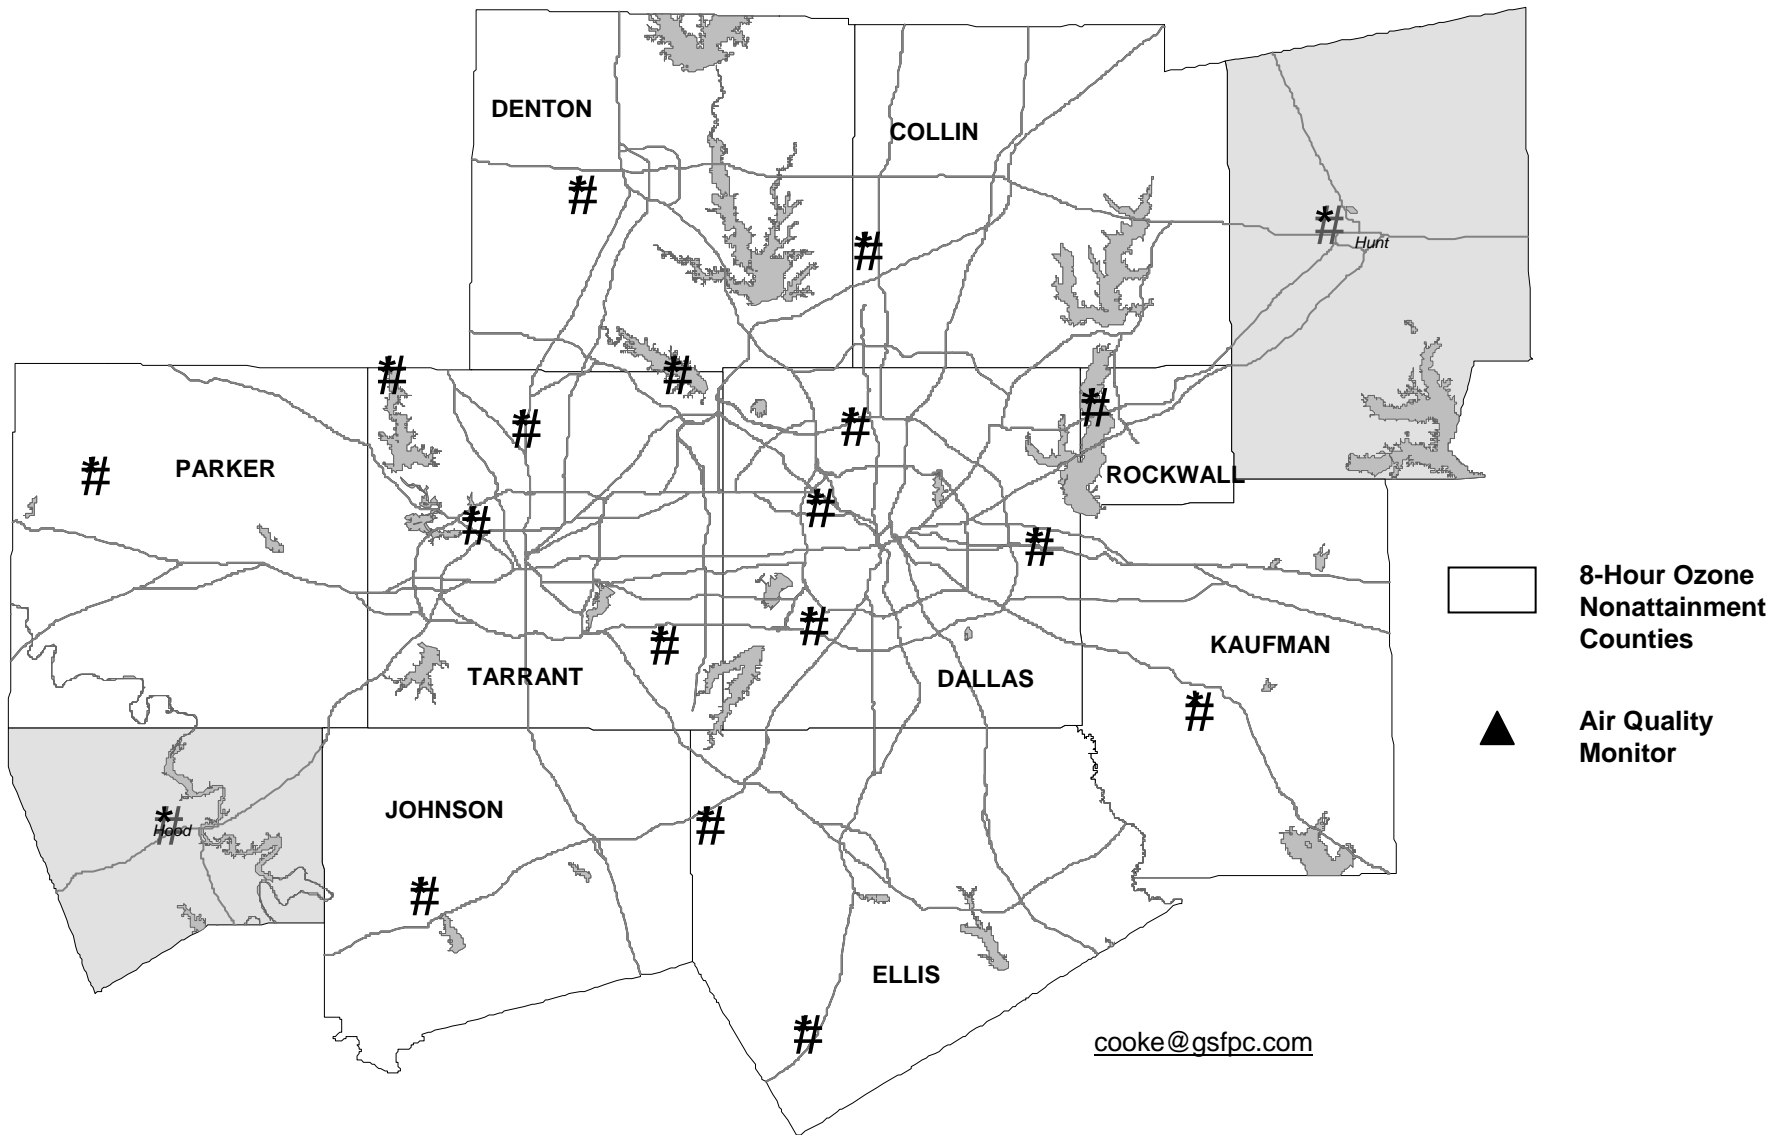 DENTON
COLLIN
Hunt
PARKER
ROCKWALL
TARRANT
DALLAS
KAUFMAN
JOHNSON
Hood
ELLIS
8-Hour Ozone
Nonattainment
Counties
Air Quality
Monitor
cooke@gsfpc.com